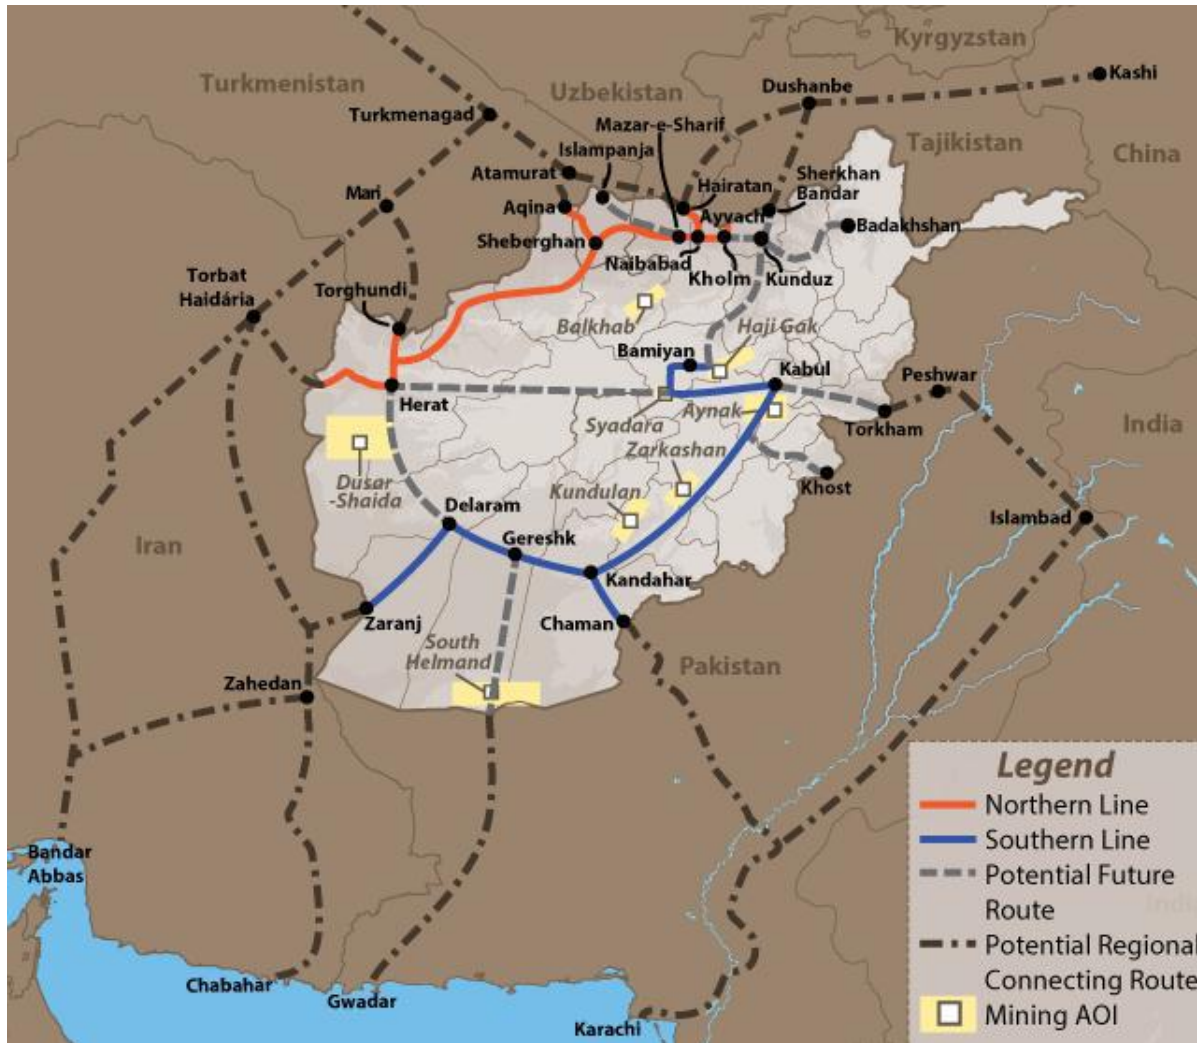 Kyrgyzstan
Kashi
Turkmenistan
Uzbekistan
Dushanbe
Turkmenagad
Mazar-e-Sharif
Tajikistan
China
Islampanja
Atamurat
Hairatan
Sherkhan
Bandar
Mari
Aqina
Ayvach
Badakhshan
Sheberghan
Naibabad
Kholm
Kunduz
Torbat
Haidária
Torghundi
Balkhab
Haji Gak
Bamiyan
Kabul
Peshwar
Herat
Syadara
Aynak
Torkham
India
Zarkashan
Dusar
-Shaida
Kundulan
Khost
Delaram
Islambad
Iran
Gereshk
Kandahar
Zaranj
Chaman
South
Helmand
Pakistan
Zahedan
Legend
Northern Line
Southern Line
Potential Future
Route
Potential Regional
Connecting Route
Mining AOI
Bandar
Abbas
Chabahar
Gwadar
Karachi